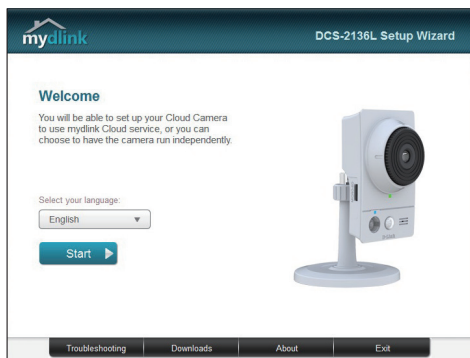 mydlink
DCS-2136L Setup Wizard
Welcome
You will be able to set up your Cloud Camera
to use mydlink Cloud service, or you can
choose to have the camera run independently.
Select your language:
English
Start
Troubleshooting
Downloads
About
Exit